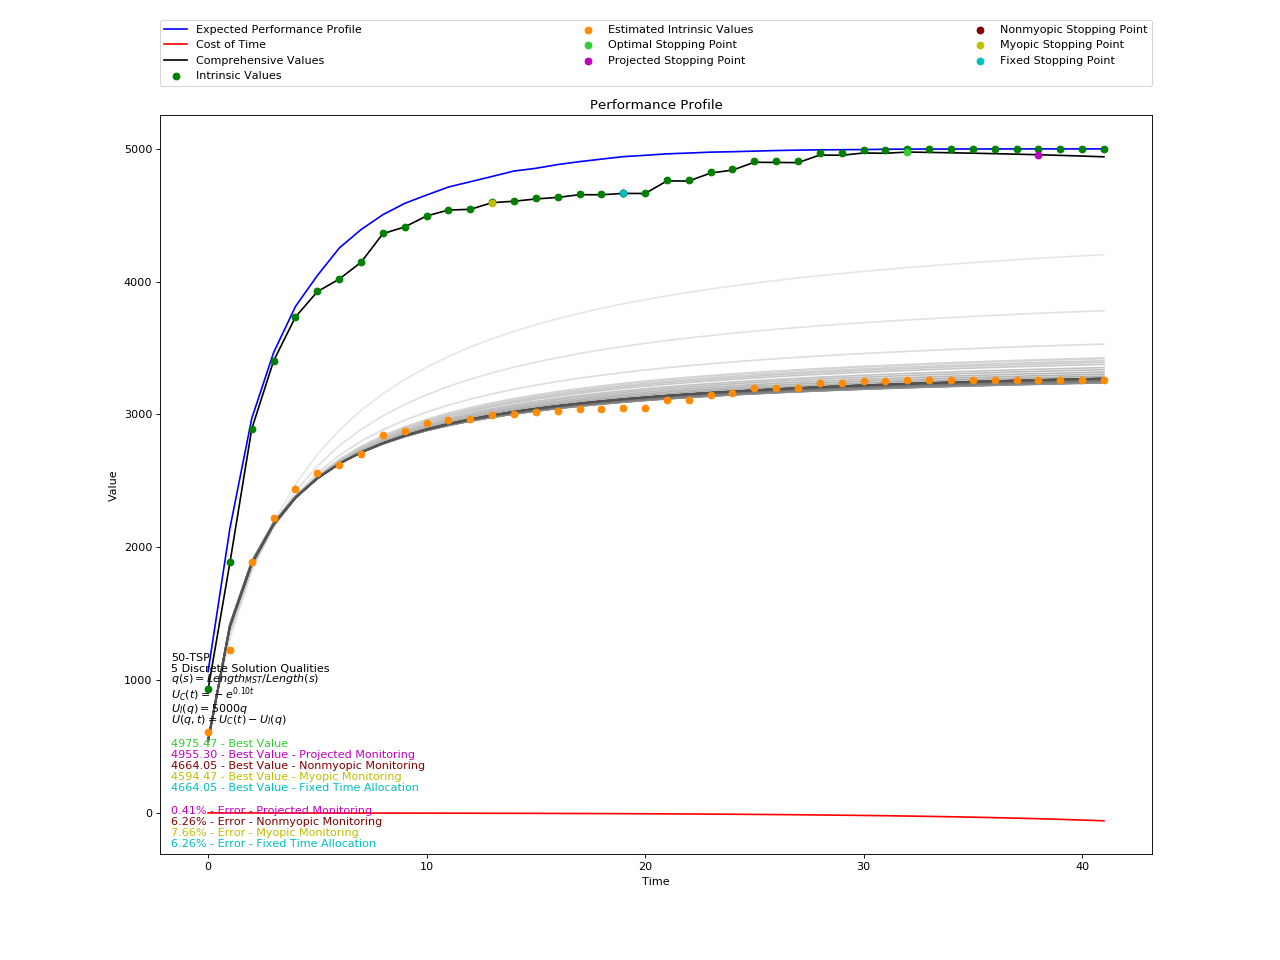 Expected Performance Profile
Cost of Time
Comprehensive Values
Intrinsic Values
Estimated Intrinsic Values
Optimal Stopping Point
Projected Stopping Point
Nonmyopic Stopping Point
Myopic Stopping Point
Fixed Stopping Point
Performance Profile
5000
4000
3000
2000
1000
0
Value
50-TSP
5 Discrete Solution Qualities
q(s) = Length_{MST}/Length(s)
U_C(t) = −e^{0.10t}
U_I(q) = 5000q
U(q, t) = U_C(t) − U_I(q)
4975.47 - Best Value
4955.30 - Best Value - Projected Monitoring
4664.05 - Best Value - Nonmyopic Monitoring
4594.47 - Best Value - Myopic Monitoring
4664.05 - Best Value - Fixed Time Allocation
0.41% - Error - Projected Monitoring
6.26% - Error - Nonmyopic Monitoring
7.66% - Error - Myopic Monitoring
6.26% - Error - Fixed Time Allocation
0 10 20 30 40
Time